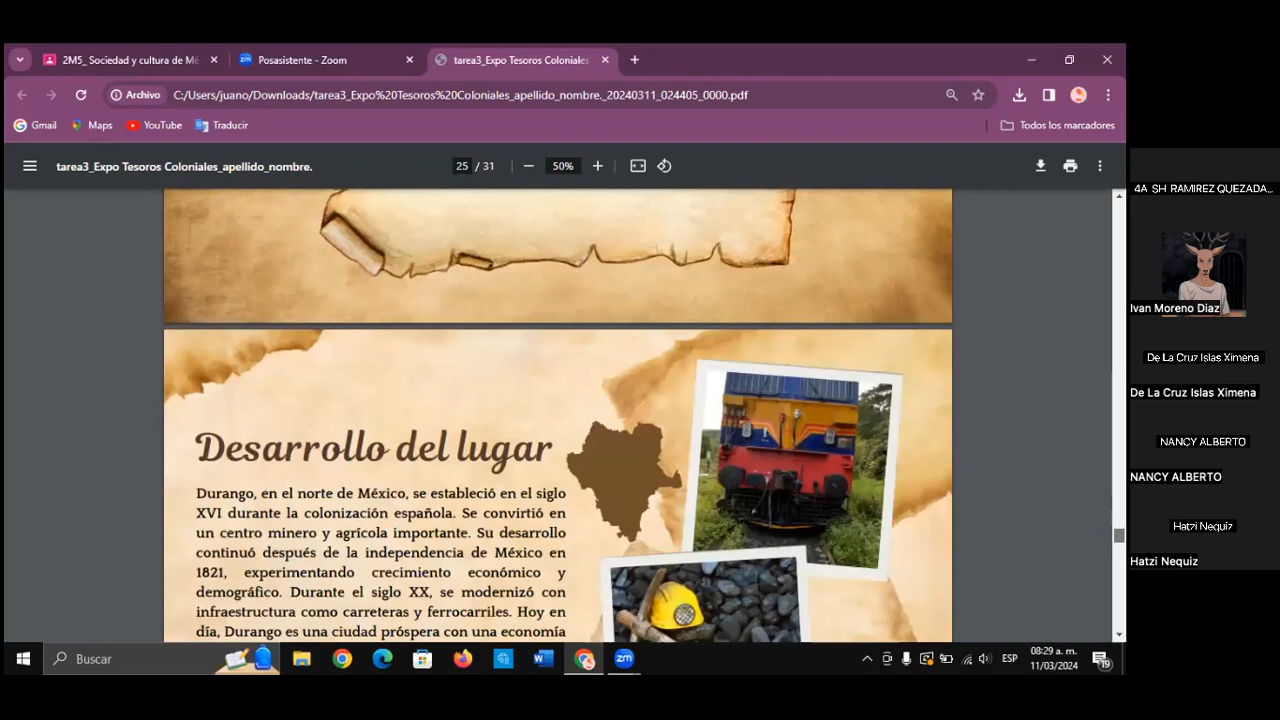 2M5_ Sociedad y cultura de Mé
Posasistente - Zoom
tarea3_Expo Tesoros Coloniales
Archivo
C:/Users/juano/Downloads/tarea3_Expo%20Tesoros%20Coloniales_apellido_nombre._20240311_024405_0000.pdf
Gmail
Maps
YouTube
Traducir
Todos los marcadores
tarea3_Expo Tesoros Coloniales_apellido_nombre.
25 / 31
50%
Desarrollo del lugar
Durango, en el norte de México, se estableció en el siglo
XVI durante la colonización española. Se convirtió en
un centro minero y agrícola importante. Su desarrollo
continuó después de la independencia de México en
1821, experimentando crecimiento económico y
demográfico. Durante el siglo XX, se modernizó con
infraestructura como carreteras y ferrocarriles. Hoy en
día, Durango es una ciudad próspera con una economía
4A SH RAMIREZ QUEZADA...
Ivan Moreno Diaz
De La Cruz Islas Ximena
De La Cruz Islas Ximena
NANCY ALBERTO
NANCY ALBERTO
Hatzi Nequiz
Hatzi Nequiz
Buscar
zm
ESP
08:29 a. m.
11/03/2024
19